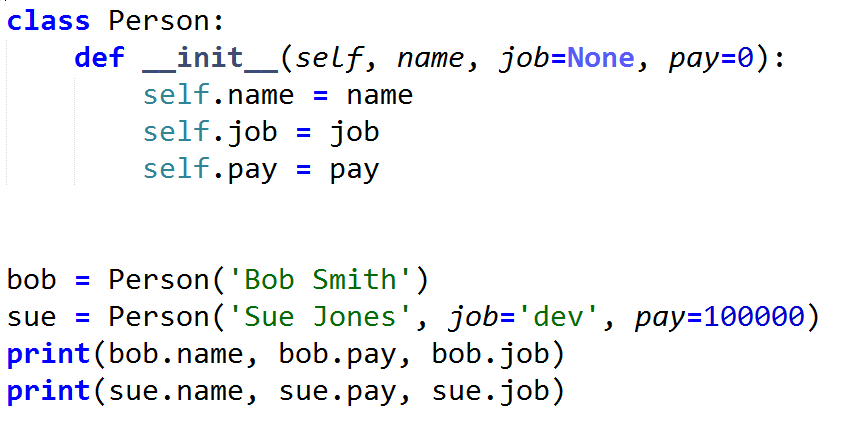 class Person:
    def __init__(self, name, job=None, pay=0):
        self.name = name
        self.job = job
        self.pay = pay
bob = Person('Bob Smith')
sue = Person('Sue Jones', job='dev', pay=100000)
print(bob.name, bob.pay, bob.job)
print(sue.name, sue.pay, sue.job)